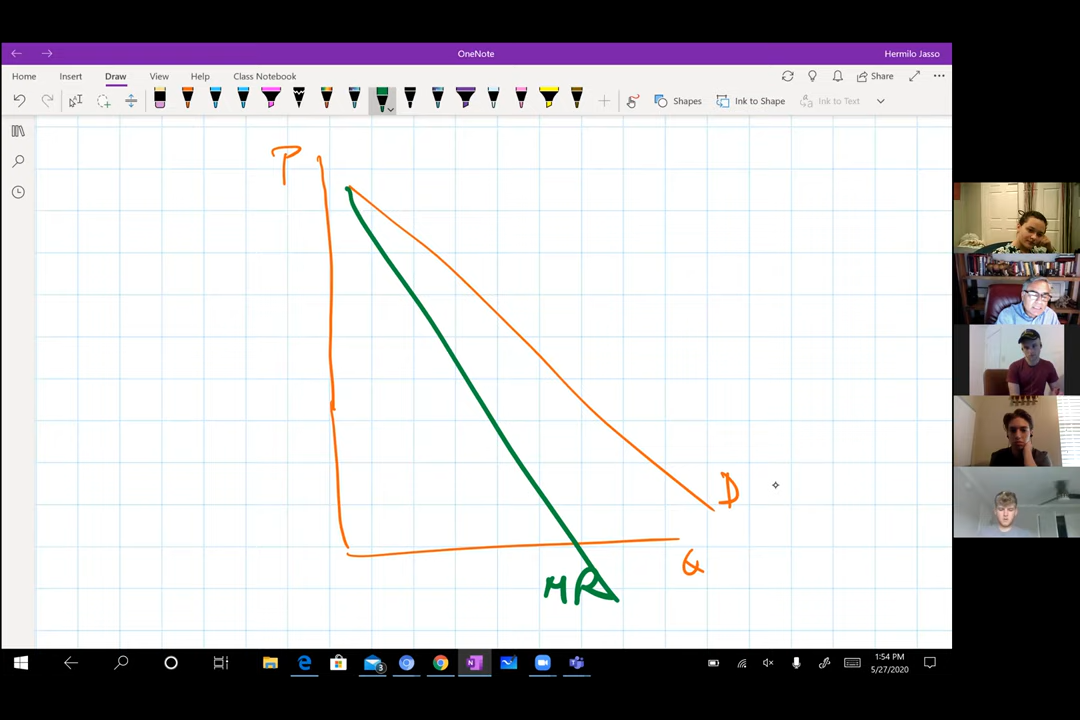 OneNote
Hermilo Jasso
Home Insert Draw View Help Class Notebook
Share
Shapes Ink to Shape Ink to Text
P
D
Q
MR
3
1:54 PM
5/27/2020